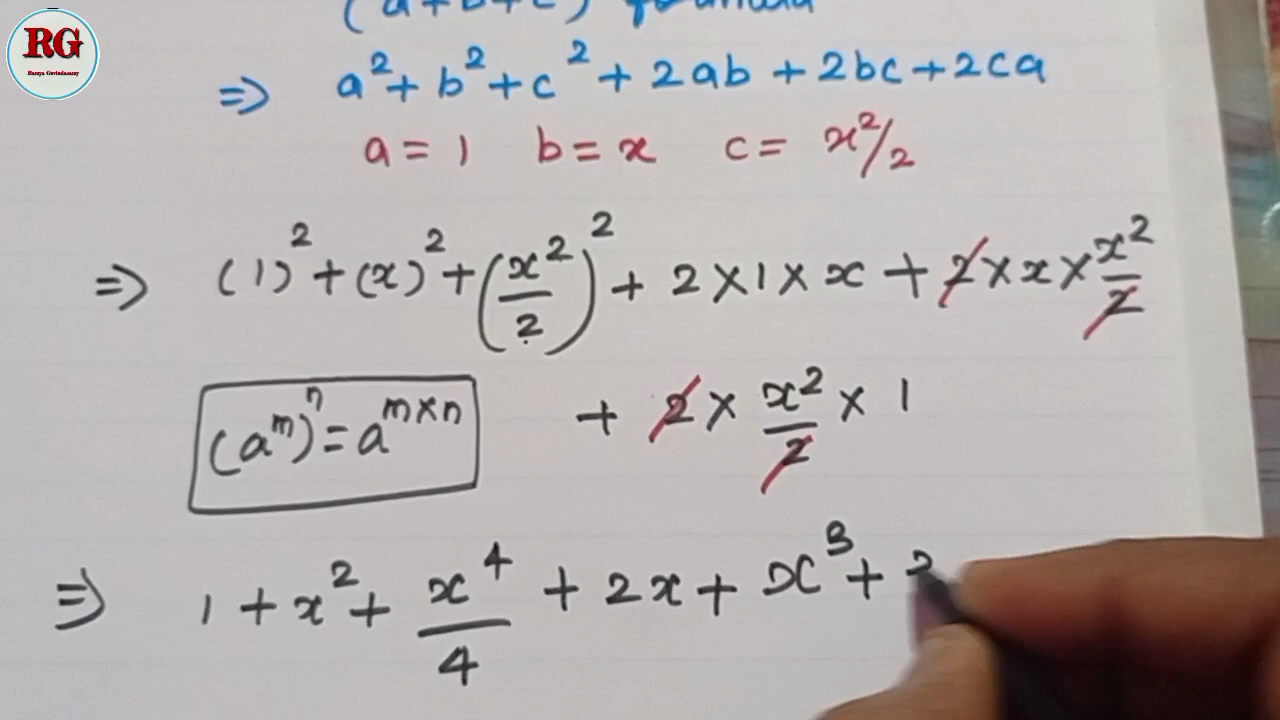 RG
(a+b+c) formula
⇒ a² + b² + c² + 2ab + 2bc + 2ca
a = 1 b = x c = x²/2
⇒ (1)² + (x)² + (x²/2)² + 2 × 1 × x + 2 × x × x²/2
+ 2 × x²/2 × 1
(aᵐ)ⁿ = aᵐˣⁿ
⇒ 1 + x² + x⁴/4 + 2x + x³ +